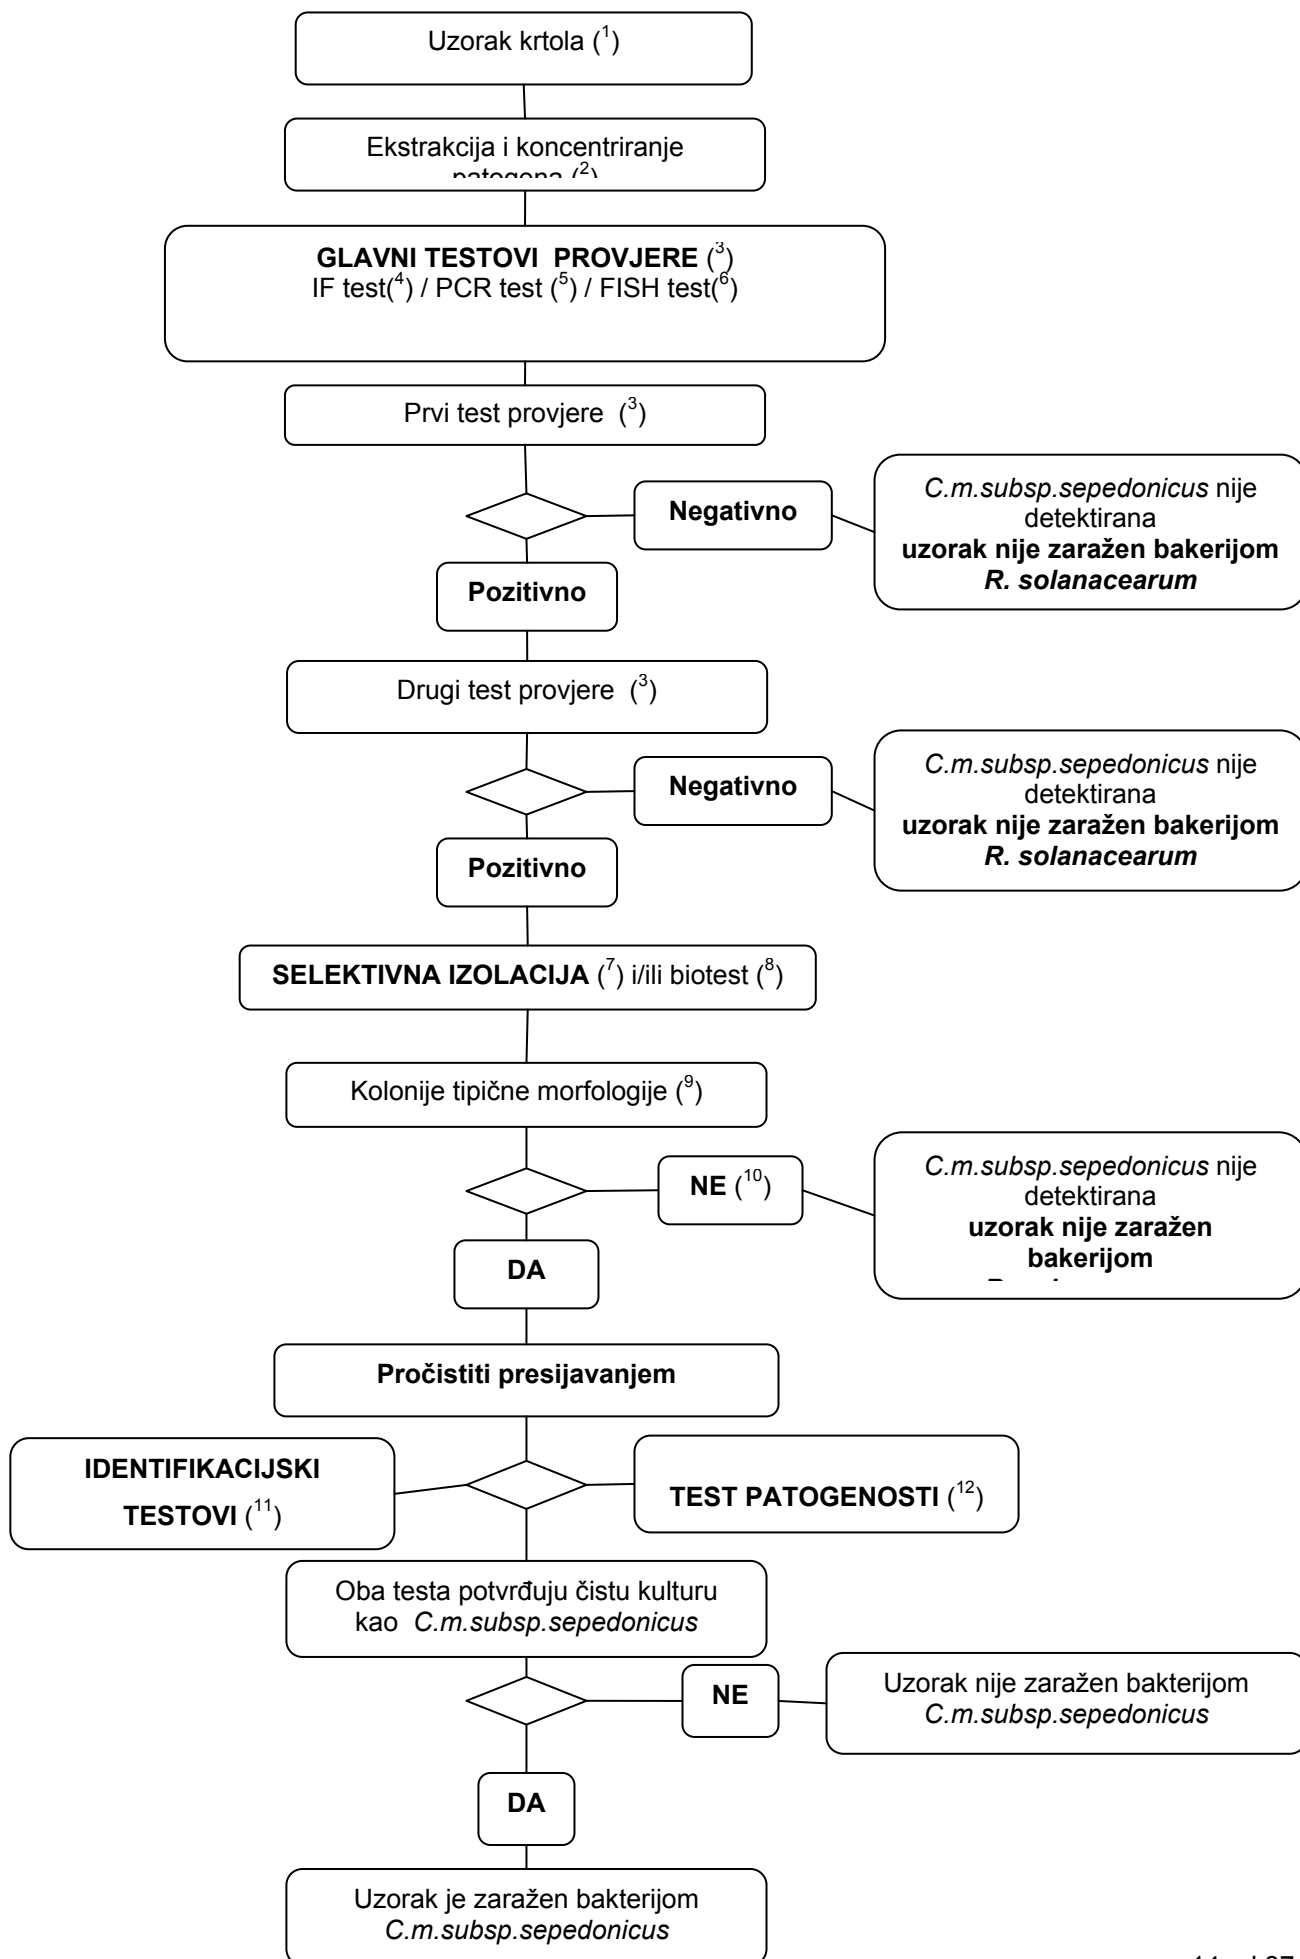 Uzorak krtola (1)
Ekstrakcija i koncentriranje
patogena (2)
GLAVNI TESTOVI PROVJERE (3)
IF test(4) / PCR test (5) / FISH test(6)
Prvi test provjere (3)
Negativno
C.m.subsp.sepedonicus nije
detektirana
uzorak nije zaražen bakerijom
R. solanacearum
Pozitivno
Drugi test provjere (3)
Negativno
C.m.subsp.sepedonicus nije
detektirana
uzorak nije zaražen bakerijom
R. solanacearum
Pozitivno
SELEKTIVNA IZOLACIJA (7) i/ili biotest (8)
Kolonije tipične morfologije (9)
NE (10)
C.m.subsp.sepedonicus nije
detektirana
uzorak nije zaražen
bakerijom
DA
Pročistiti presijavanjem
IDENTIFIKACIJSKI
TESTOVI (11)
TEST PATOGENOSTI (12)
Oba testa potvrđuju čistu kulturu
kao C.m.subsp.sepedonicus
NE
Uzorak nije zaražen bakterijom
C.m.subsp.sepedonicus
DA
Uzorak je zaražen bakterijom
C.m.subsp.sepedonicus